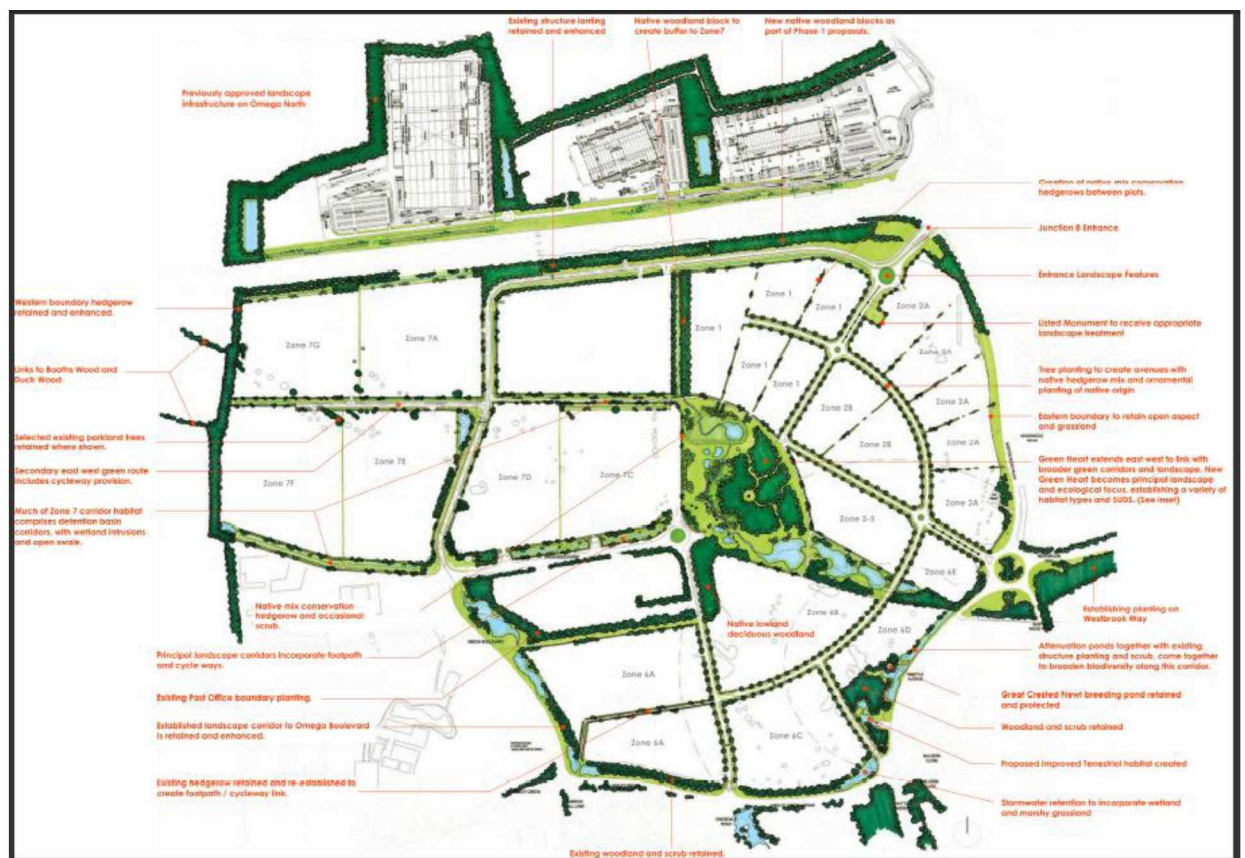 Existing structure lanting
retained and enhanced
Native woodland block to
create buffer to Zone7
New native woodland blocks as
part of Phase 1 proposals.
Previously approved landscape
infrastructure on Omega North
Creation of native mix conservation
hedgerows between plots.
Junction 8 Entrance
Entrance Landscape Features
Listed Monument to receive appropriate
landscape treatment
Tree planting to create avenues with
native hedgerow mix and ornamental
planting of native origin
Eastern boundary to retain open aspect
and grassland
Green Heart extends east west to link with
broader green corridors and landscape. New
Green Heart becomes principal landscape
and ecological focus, establishing a variety of
habitat types and SUDS. (See inset)
Establishing planting on
Westbrook Way
Attenuation ponds together with existing
structure planting and scrub, come together
to broaden biodiversity along this corridor.
Great Crested Newt breeding pond retained
and protected
Woodland and scrub retained
Proposed improved Terrestrial habitat created
Stormwater retention to incorporate wetland
and marshy grassland
Western boundary hedgerow
retained and enhanced.
Links to Booths Wood and
Duck Wood
Selected existing parkland trees
retained where shown.
Secondary east west green route
includes cycleway provision.
Much of Zone 7 corridor habitat
comprises detention basin
corridors, with wetland intrusions
and open swale.
Native mix conservation
hedgerow and occasional
scrub.
Principal landscape corridors incorporate footpath
and cycle ways.
Existing Post Office boundary planting.
Established landscape corridor to Omega Boulevard
is retained and enhanced.
Existing hedgerow retained and re-established to
create footpath / cycleway link.
Existing woodland and scrub retained.
Native lowland
deciduous woodland
Zone 7G
Zone 7A
Zone 1
Zone 1
Zone 1
Zone 1
Zone 1
Zone 2A
Zone 2A
Zone 2A
Zone 2A
Zone 2A
Zone 2B
Zone 2B
Zone 7F
Zone 7E
Zone 7D
Zone 7C
Zone 3-5
Zone 6E
Zone 6B
Zone 6D
Zone 6A
Zone 6A
Zone 6C